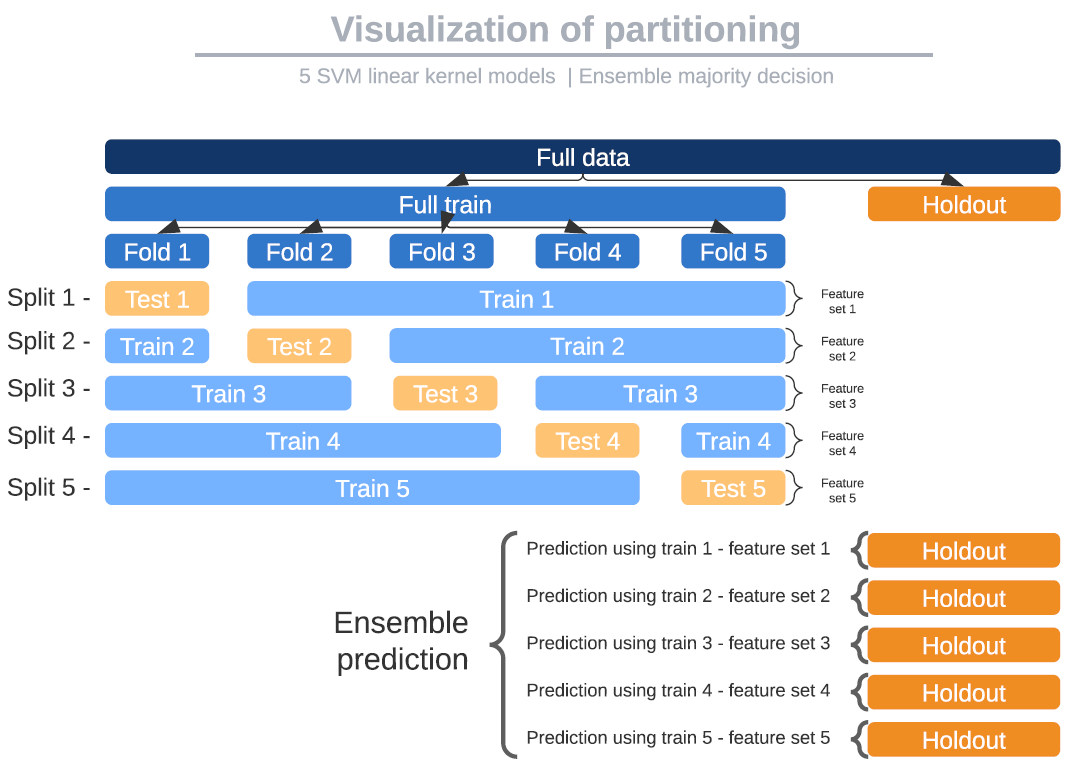 Visualization of partitioning
5 SVM linear kernel models | Ensemble majority decision
Full data
Full train
Holdout
Fold 1
Fold 2
Fold 3
Fold 4
Fold 5
Split 1 -
Test 1
Train 1
Feature
set 1
Split 2 -
Train 2
Test 2
Train 2
Feature
set 2
Split 3 -
Train 3
Test 3
Train 3
Feature
set 3
Split 4 -
Train 4
Test 4
Train 4
Feature
set 4
Split 5 -
Train 5
Test 5
Feature
set 5
Ensemble
prediction
Prediction using train 1 - feature set 1
Holdout
Prediction using train 2 - feature set 2
Holdout
Prediction using train 3 - feature set 3
Holdout
Prediction using train 4 - feature set 4
Holdout
Prediction using train 5 - feature set 5
Holdout